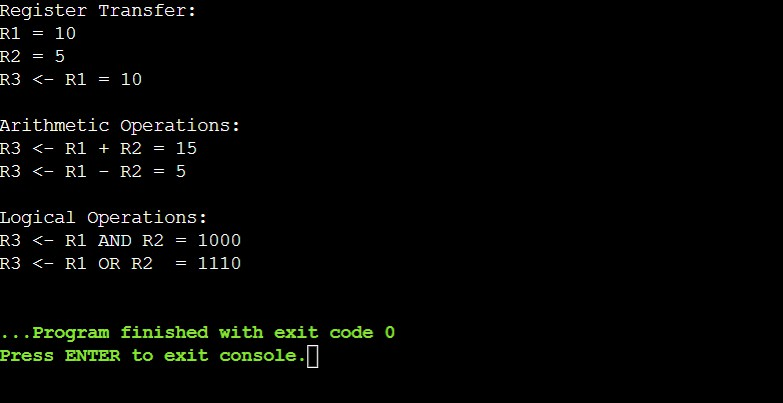 Register Transfer:
R1 = 10
R2 = 5
R3 <- R1 = 10
Arithmetic Operations:
R3 <- R1 + R2 = 15
R3 <- R1 - R2 = 5
Logical Operations:
R3 <- R1 AND R2 = 1000
R3 <- R1 OR R2  = 1110
...Program finished with exit code 0
Press ENTER to exit console.